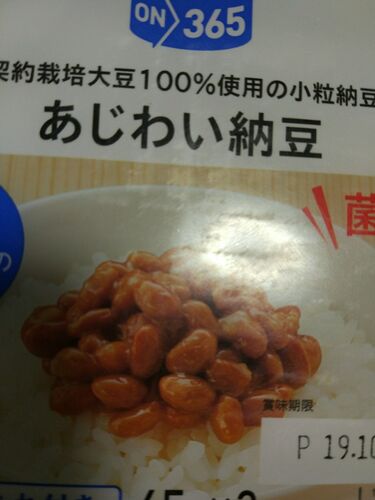 ON 365
契約栽培大豆100%使用の小粒納豆
あじわい納豆
菌
の
賞味期限
P 19.10